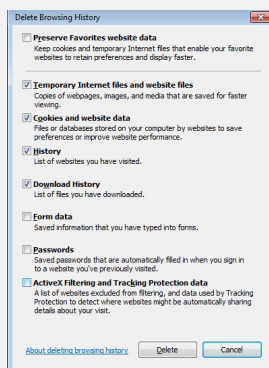 Delete Browsing History
Preserve Favorites website data
Keep cookies and temporary Internet files that enable your favorite
websites to retain preferences and display faster.
Temporary Internet files and website files
Copies of webpages, images, and media that are saved for faster
viewing.
Cookies and website data
Files or databases stored on your computer by websites to save
preferences or improve website performance.
History
List of websites you have visited.
Download History
List of files you have downloaded.
Form data
Saved information that you have typed into forms.
Passwords
Saved passwords that are automatically filled in when you sign in
to a website you've previously visited.
ActiveX Filtering and Tracking Protection data
A list of websites excluded from filtering, and data used by Tracking
Protection to detect where websites might be automatically sharing
details about your visit.
About deleting browsing history Delete Cancel